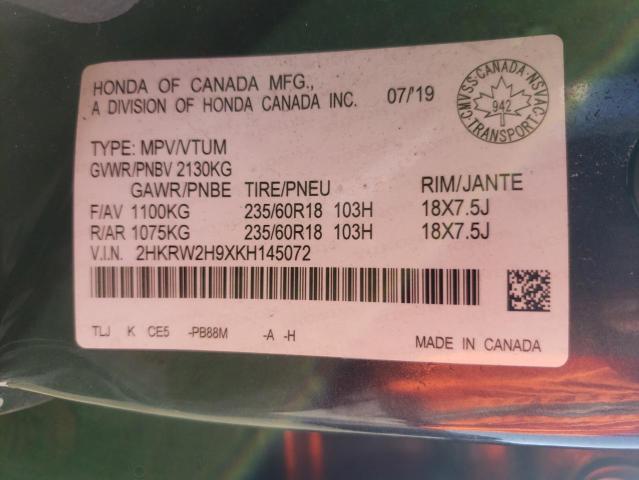 HONDA OF CANADA MFG.,
A DIVISION OF HONDA CANADA INC.
07/19
CMVSS·CANADA·NSVAC
942
TRANSPORT
TYPE: MPV/VTUM
GVWR/PNBV 2130KG
GAWR/PNBE TIRE/PNEU RIM/JANTE
F/AV 1100KG 235/60R18 103H 18X7.5J
R/AR 1075KG 235/60R18 103H 18X7.5J
V.I.N. 2HKRW2H9XKH145072
TLJ K CE5 -PB88M -A -H
MADE IN CANADA